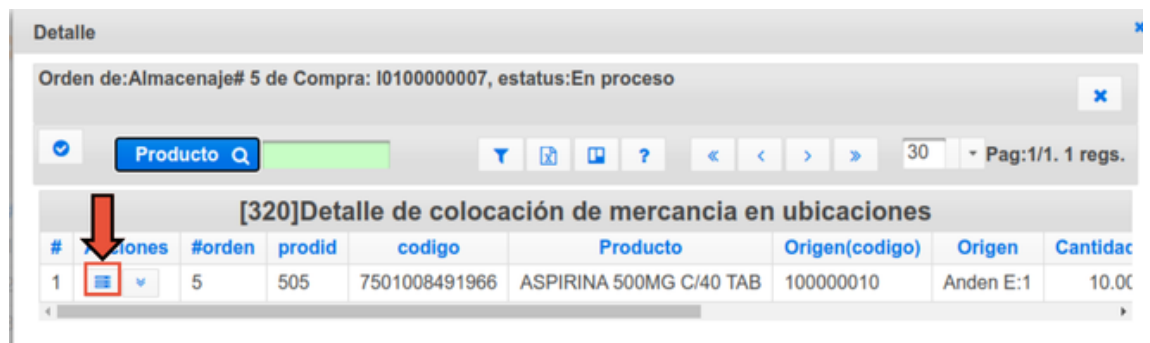 Detalle
Orden de:Almacenaje# 5 de Compra: I0100000007, estatus:En proceso
Producto 30 Pag:1/1. 1 regs.
[320]Detalle de colocación de mercancia en ubicaciones
# #orden prodid codigo Producto Origen(codigo) Origen Cantidad
1 5 505 7501008491966 ASPIRINA 500MG C/40 TAB 100000010 Anden E:1 10.00